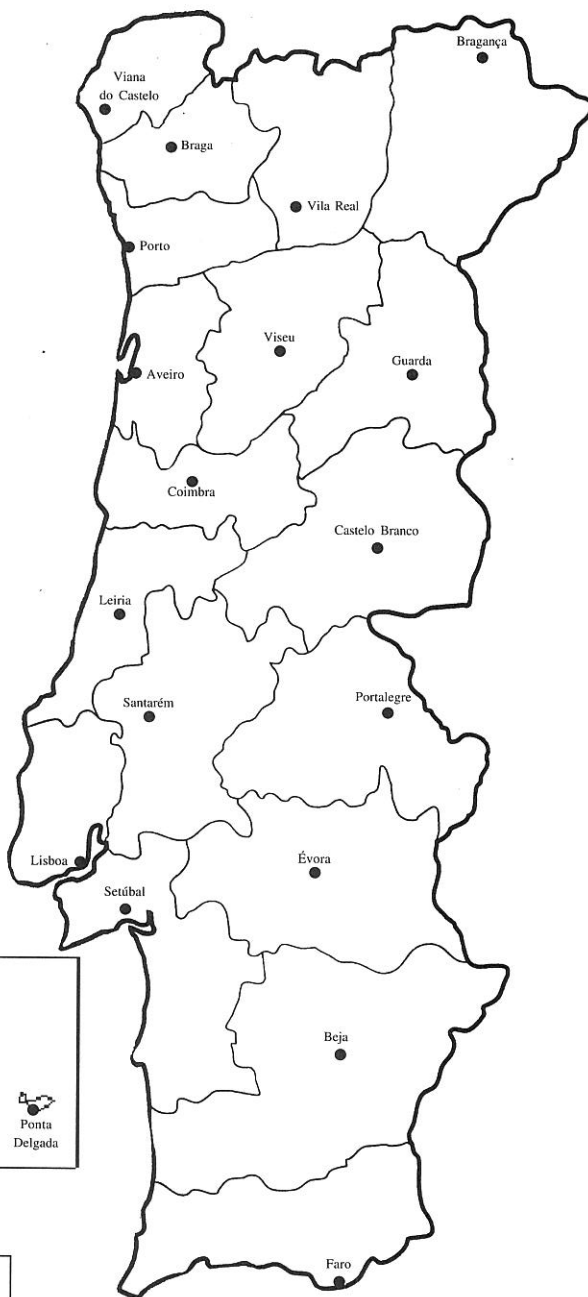 Bragança
Viana
do Castelo
Braga
Vila Real
Porto
Viseu
Guarda
Aveiro
Coimbra
Castelo Branco
Leiria
Santarém
Portalegre
Lisboa
Évora
Setúbal
Beja
Ponta
Delgada
Faro